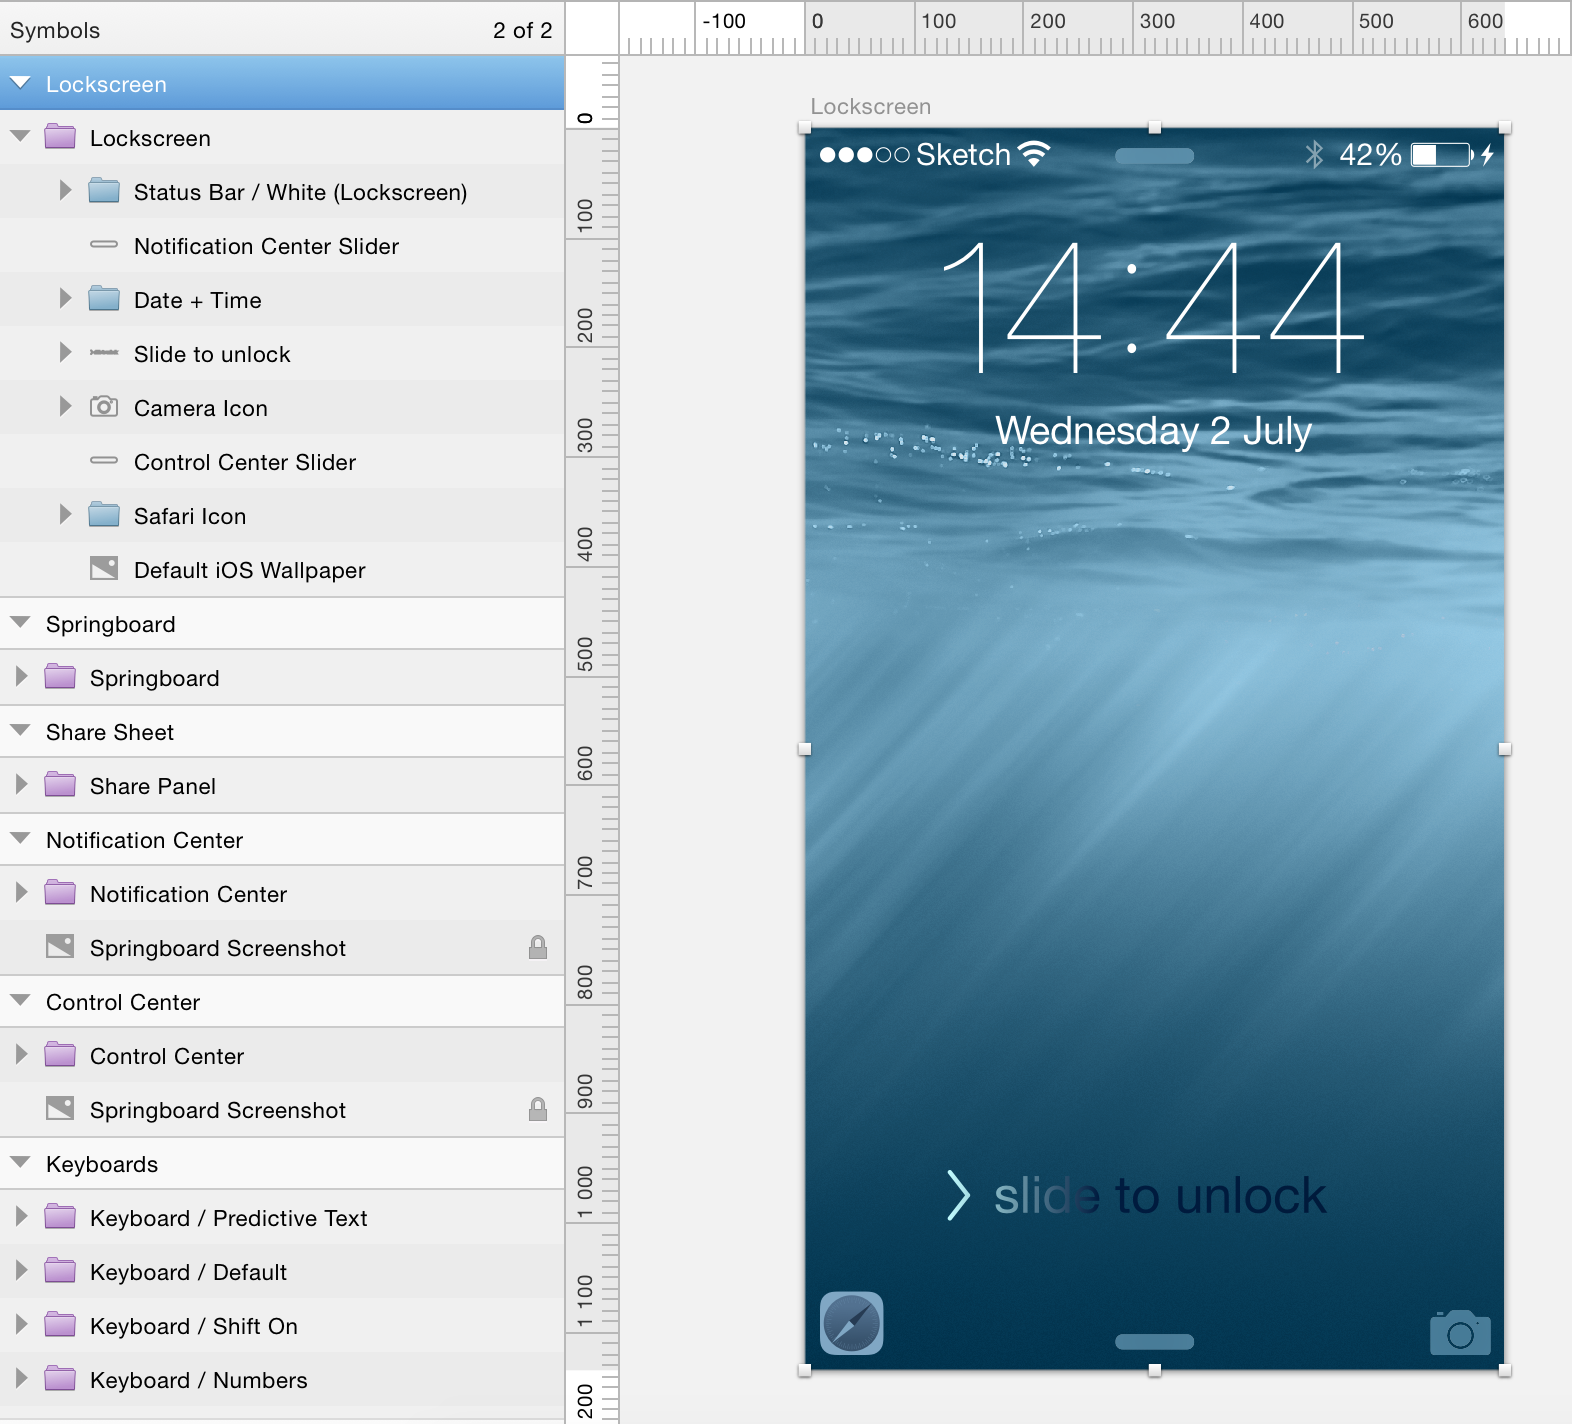 Symbols 2 of 2
Lockscreen
Lockscreen
Status Bar / White (Lockscreen)
Notification Center Slider
Date + Time
Slide to unlock
Camera Icon
Control Center Slider
Safari Icon
Default iOS Wallpaper
Springboard
Springboard
Share Sheet
Share Panel
Notification Center
Notification Center
Springboard Screenshot
Control Center
Control Center
Springboard Screenshot
Keyboards
Keyboard / Predictive Text
Keyboard / Default
Keyboard / Shift On
Keyboard / Numbers
-100 0 100 200 300 400 500 600
0
100
200
300
400
500
600
700
800
900
1 000
1 100
200
Lockscreen
Sketch 42%
14:44
Wednesday 2 July
slide to unlock